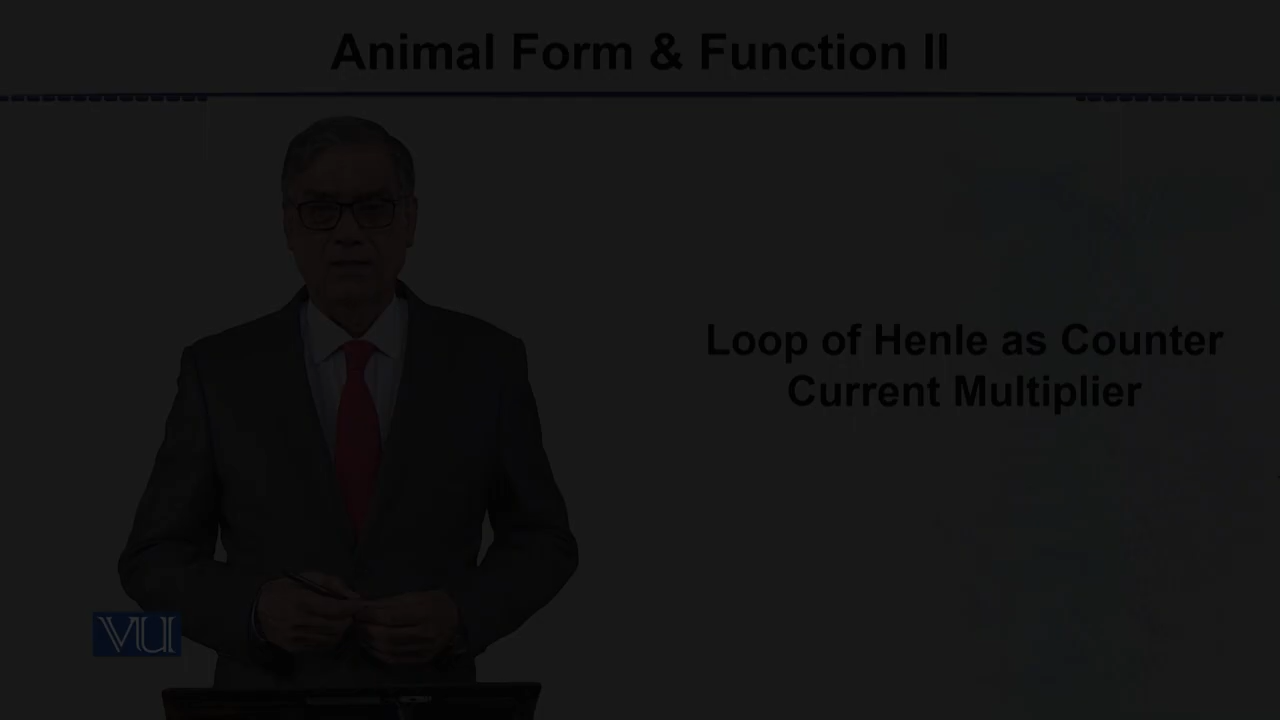 Animal Form & Function II
Loop of Henle as Counter
Current Multiplier
VU